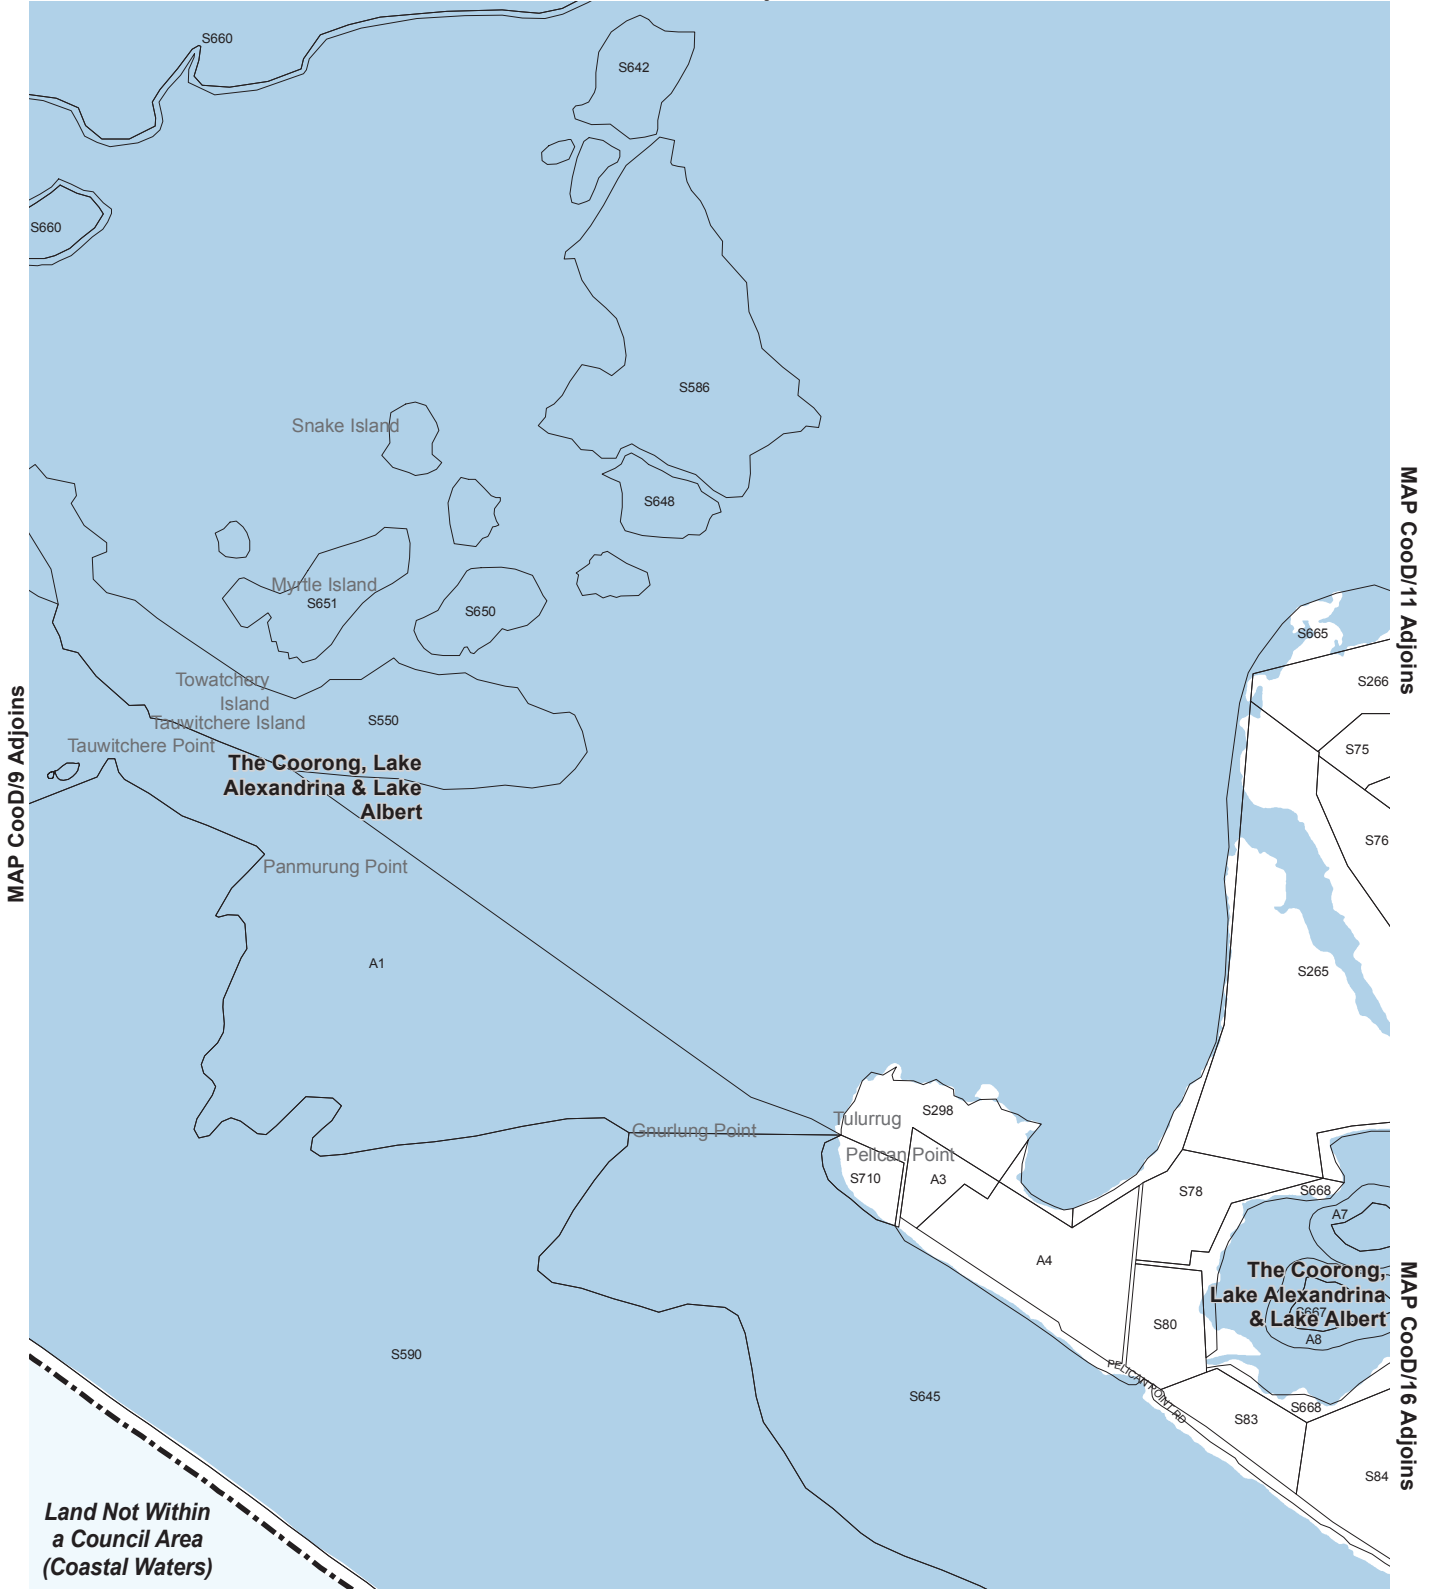 S660
S642
S660
S586
Snake Island
S648
Myrtle Island
S651
S650
S665
S266
Towatchery
Island
Tauwitchere Island
S550
Tauwitchere Point
S75
The Coorong, Lake
Alexandrina & Lake
Albert
S76
Panmurung Point
A1
S265
Tulurrug
S298
Gnurlung Point
Pelican Point
S710
A3
S78
S668
A7
A4
The Coorong,
Lake Alexandrina
& Lake Albert
S667
S80
A8
S590
PELICAN POINT RD
S645
S668
S83
S84
Land Not Within
a Council Area
(Coastal Waters)
MAP CooD/9 Adjoins
MAP CooD/11 Adjoins
MAP CooD/16 Adjoins